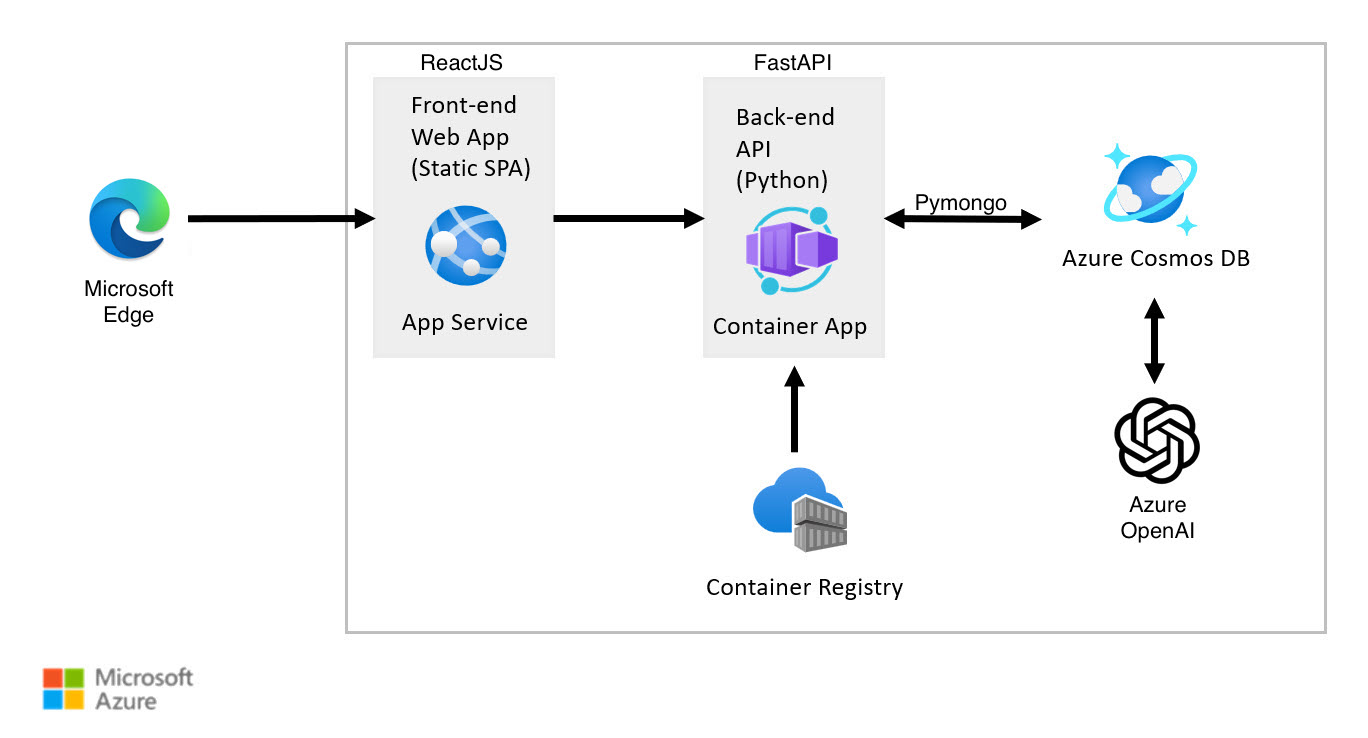 ReactJS
Front-end
Web App
(Static SPA)
App Service
FastAPI
Back-end
API
(Python)
Container App
Pymongo
Azure Cosmos DB
Microsoft
Edge
Azure
OpenAI
Container Registry
Microsoft
Azure